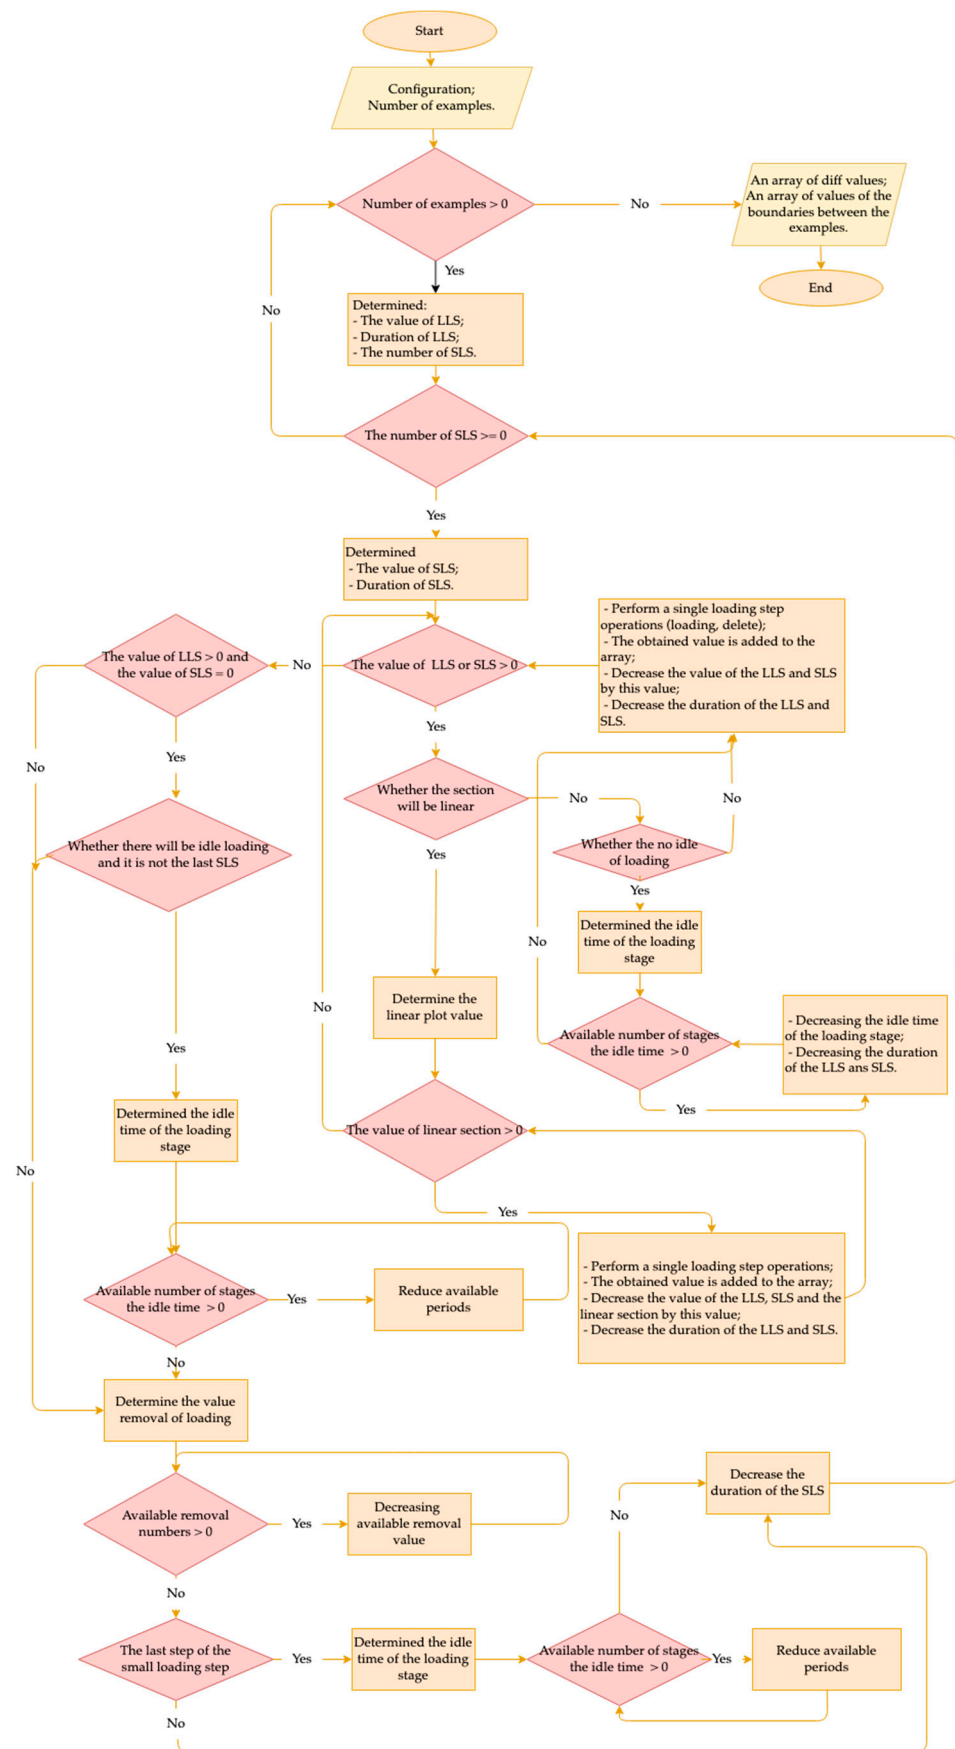 Start
Configuration;
Number of examples.
Number of examples > 0
No
An array of diff values;
An array of values of the
boundaries between the
examples.
End
Yes
No
Determined:
- The value of LLS;
- Duration of LLS;
- The number of SLS.
The number of SLS >= 0
Yes
Determined
- The value of SLS;
- Duration of SLS.
- Perform a single loading step
operations (loading, delete);
- The obtained value is added to the
array;
- Decrease the value of the LLS and SLS
by this value;
- Decrease the duration of the LLS and
SLS.
The value of LLS > 0 and
the value of SLS = 0
No
The value of LLS or SLS > 0
Yes
Yes
No
Whether the section
will be linear
No
No
Whether there will be idle loading
and it is not the last SLS
Yes
Whether the no idle
of loading
Yes
Determined the idle
time of the loading
stage
No
Determine the
linear plot value
No
Available number of stages
the idle time > 0
- Decreasing the idle time
of the loading stage;
- Decreasing the duration
of the LLS ans SLS.
Yes
Yes
Determined the idle
time of the loading
stage
The value of linear section > 0
No
Yes
- Perform a single loading step operations;
- The obtained value is added to the array;
- Decrease the value of the LLS, SLS and the
linear section by this value;
- Decrease the duration of the LLS and SLS.
Available number of stages
the idle time > 0
Yes
Reduce available
periods
No
Determine the value
removal of loading
Available removal
numbers > 0
Yes
Decreasing
available removal
value
Decrease the
duration of the SLS
No
No
The last step of the
small loading step
Yes
Determined the idle
time of the loading
stage
Available number of stages
the idle time > 0
Yes
Reduce available
periods
No